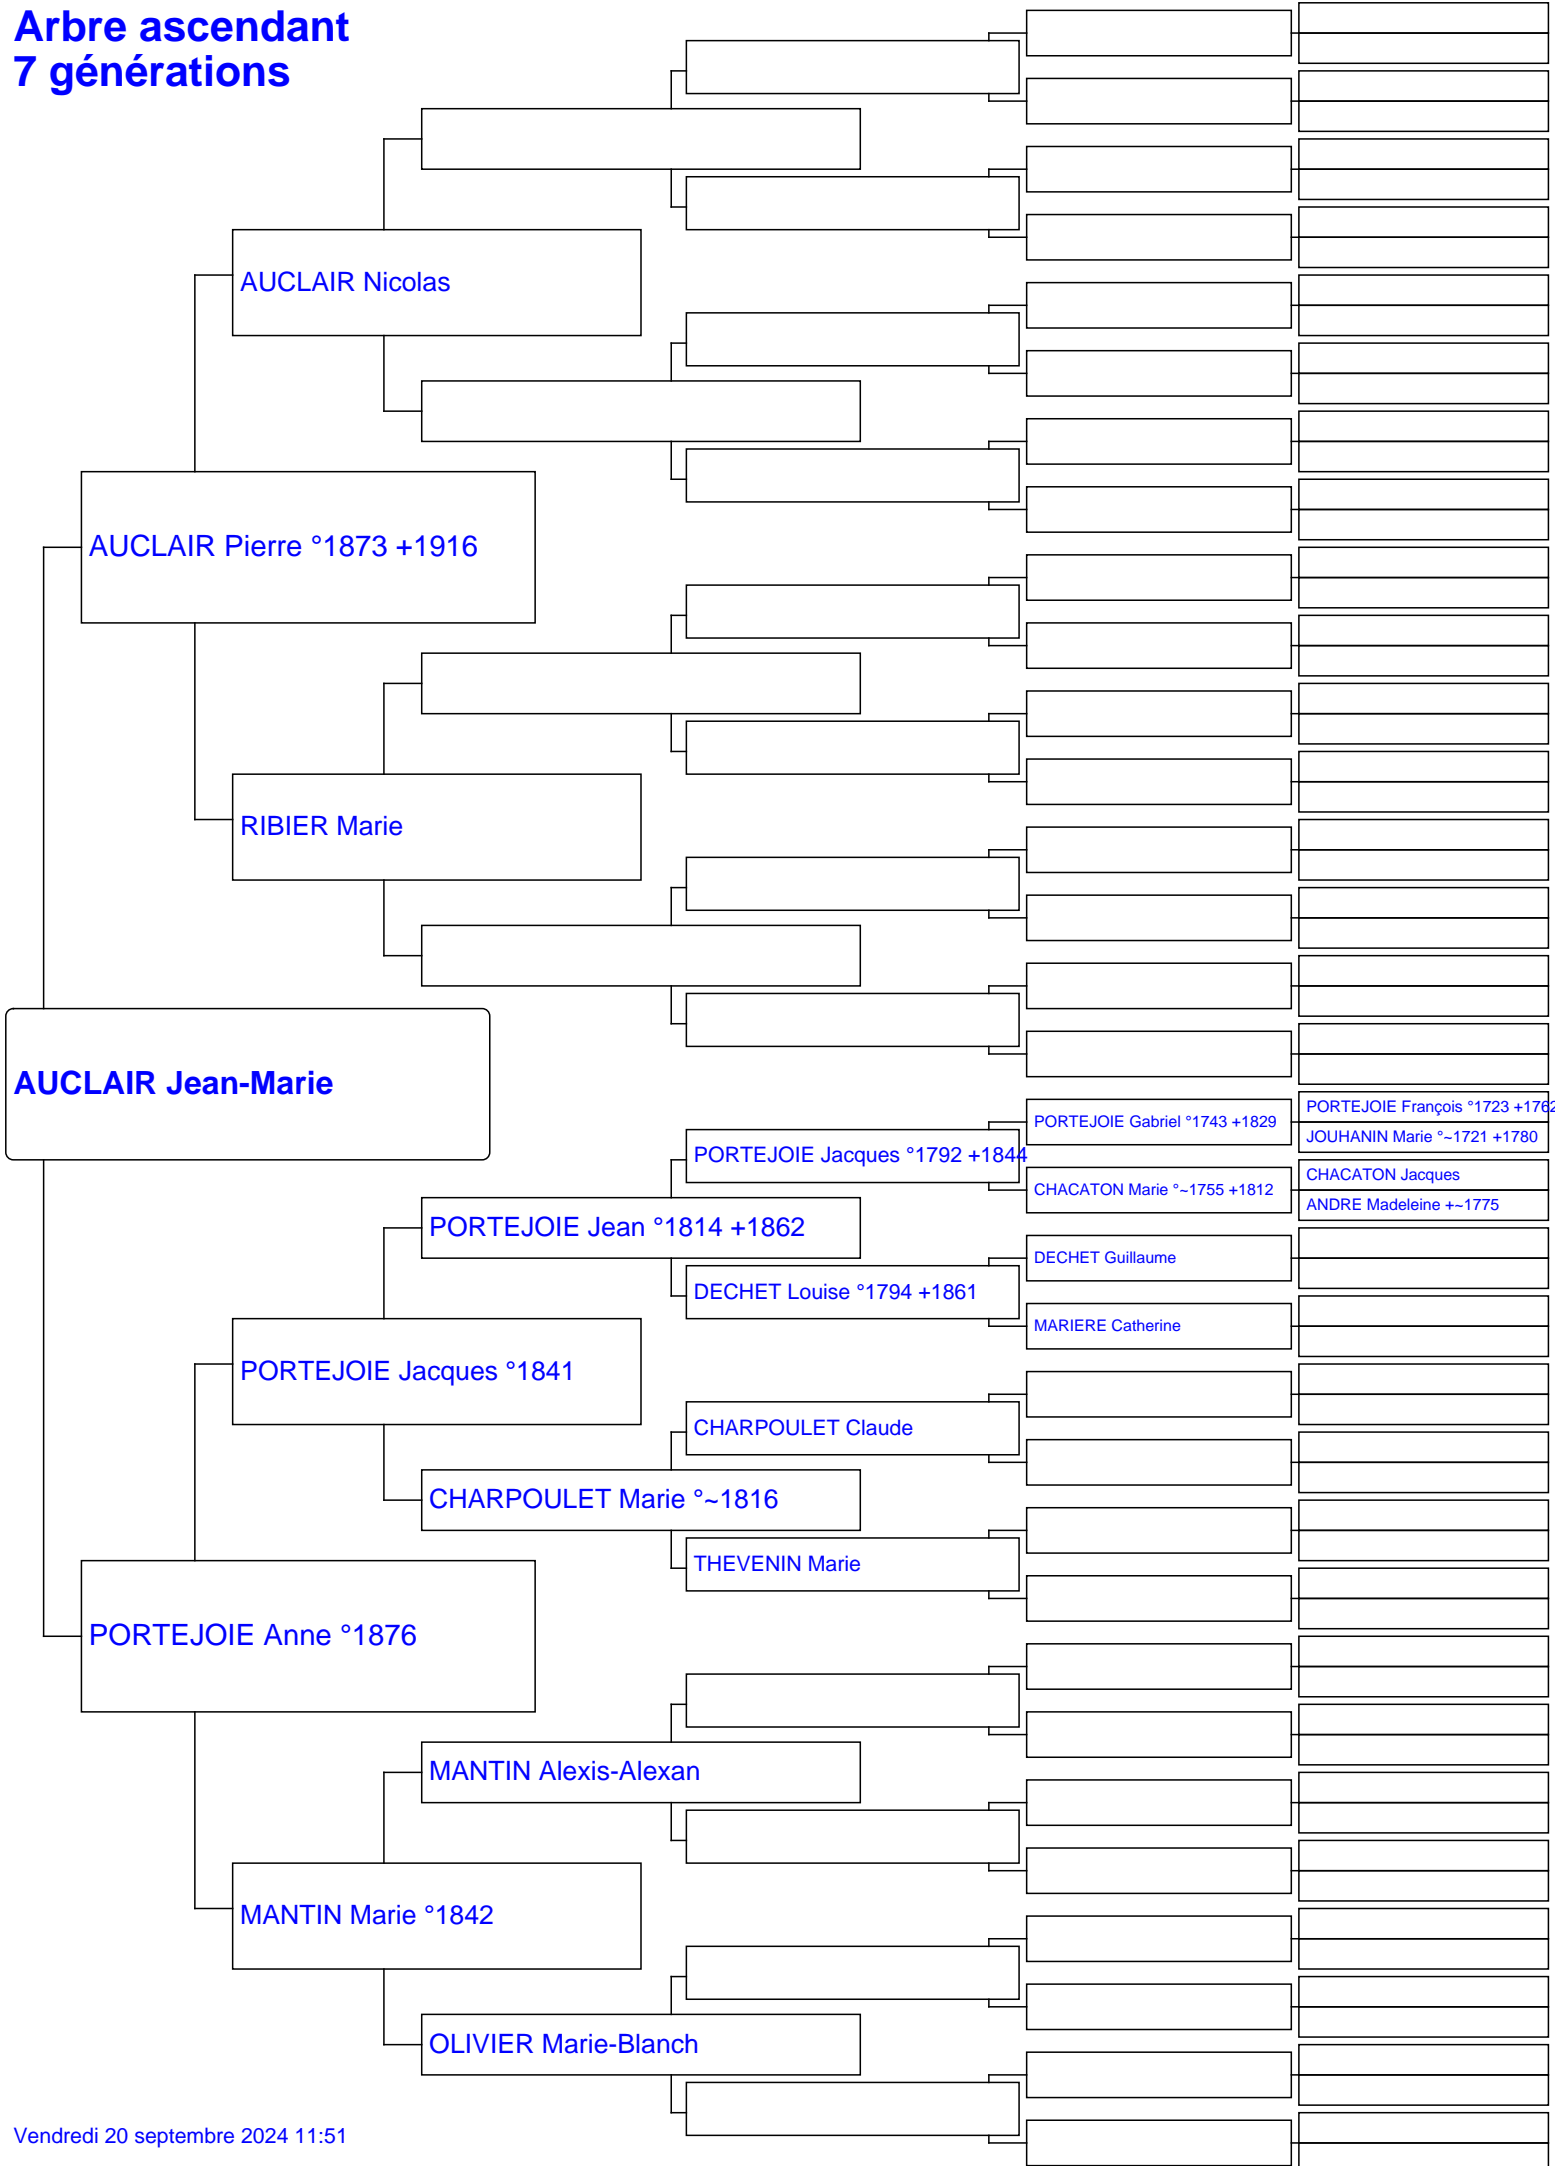 Arbre ascendant
7 générations
AUCLAIR Nicolas
AUCLAIR Pierre °1873 +1916
RIBIER Marie
AUCLAIR Jean-Marie
PORTEJOIE François °1723 +1762
PORTEJOIE Gabriel °1743 +1829
JOUHANIN Marie °~1721 +1780
PORTEJOIE Jacques °1792 +1844
CHACATON Jacques
CHACATON Marie °~1755 +1812
ANDRE Madeleine +~1775
PORTEJOIE Jean °1814 +1862
DECHET Guillaume
DECHET Louise °1794 +1861
MARIERE Catherine
PORTEJOIE Jacques °1841
CHARPOULET Claude
CHARPOULET Marie °~1816
THEVENIN Marie
PORTEJOIE Anne °1876
MANTIN Alexis-Alexan
MANTIN Marie °1842
OLIVIER Marie-Blanch
Vendredi 20 septembre 2024 11:51